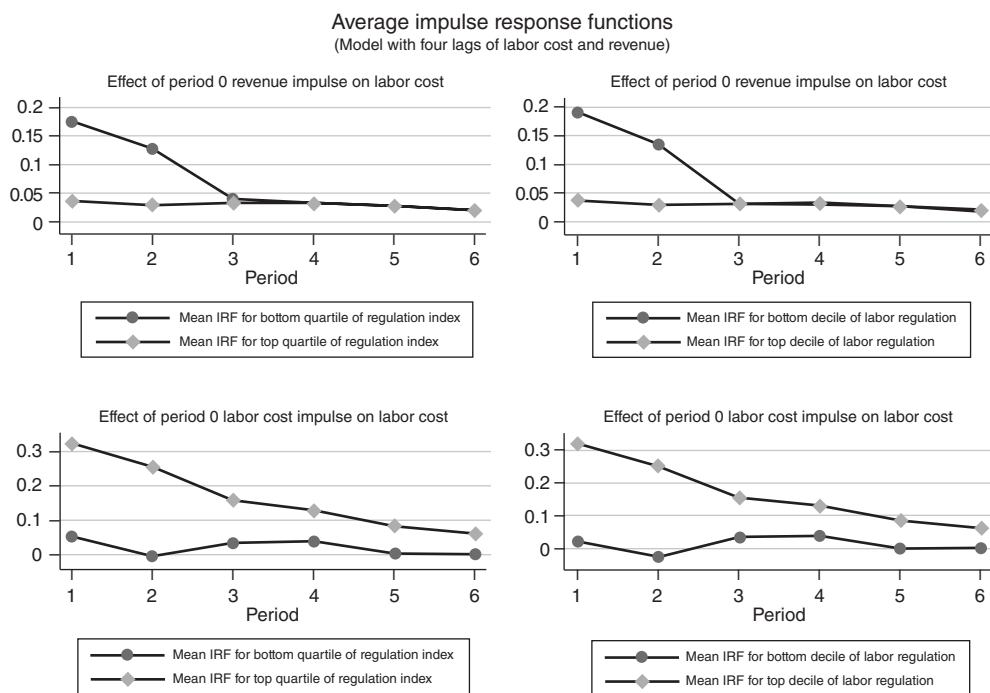 Average impulse response functions
(Model with four lags of labor cost and revenue)
Effect of period 0 revenue impulse on labor cost
0.2
0.15
0.1
0.05
0
1 2 3 4 5 6
Period
Mean IRF for bottom quartile of regulation index
Mean IRF for top quartile of regulation index
Effect of period 0 revenue impulse on labor cost
0.2
0.15
0.1
0.05
0
1 2 3 4 5 6
Period
Mean IRF for bottom decile of labor regulation
Mean IRF for top decile of labor regulation
Effect of period 0 labor cost impulse on labor cost
0.3
0.2
0.1
0
1 2 3 4 5 6
Period
Mean IRF for bottom quartile of regulation index
Mean IRF for top quartile of regulation index
Effect of period 0 labor cost impulse on labor cost
0.3
0.2
0.1
0
1 2 3 4 5 6
Period
Mean IRF for bottom decile of labor regulation
Mean IRF for top decile of labor regulation